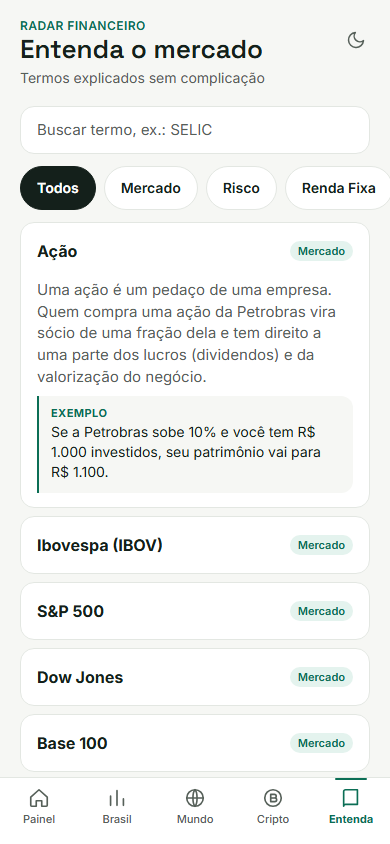 RADAR FINANCEIRO
Entenda o mercado
Termos explicados sem complicação
Buscar termo, ex.: SELIC
Todos
Mercado
Risco
Renda Fixa
Ação
Mercado
Uma ação é um pedaço de uma empresa.
Quem compra uma ação da Petrobras vira
sócio de uma fração dela e tem direito a
uma parte dos lucros (dividendos) e da
valorização do negócio.
EXEMPLO
Se a Petrobras sobe 10% e você tem R$
1.000 investidos, seu patrimônio vai para
R$ 1.100.
Ibovespa (IBOV)
Mercado
S&P 500
Mercado
Dow Jones
Mercado
Base 100
Mercado
Painel
Brasil
Mundo
Cripto
Entenda